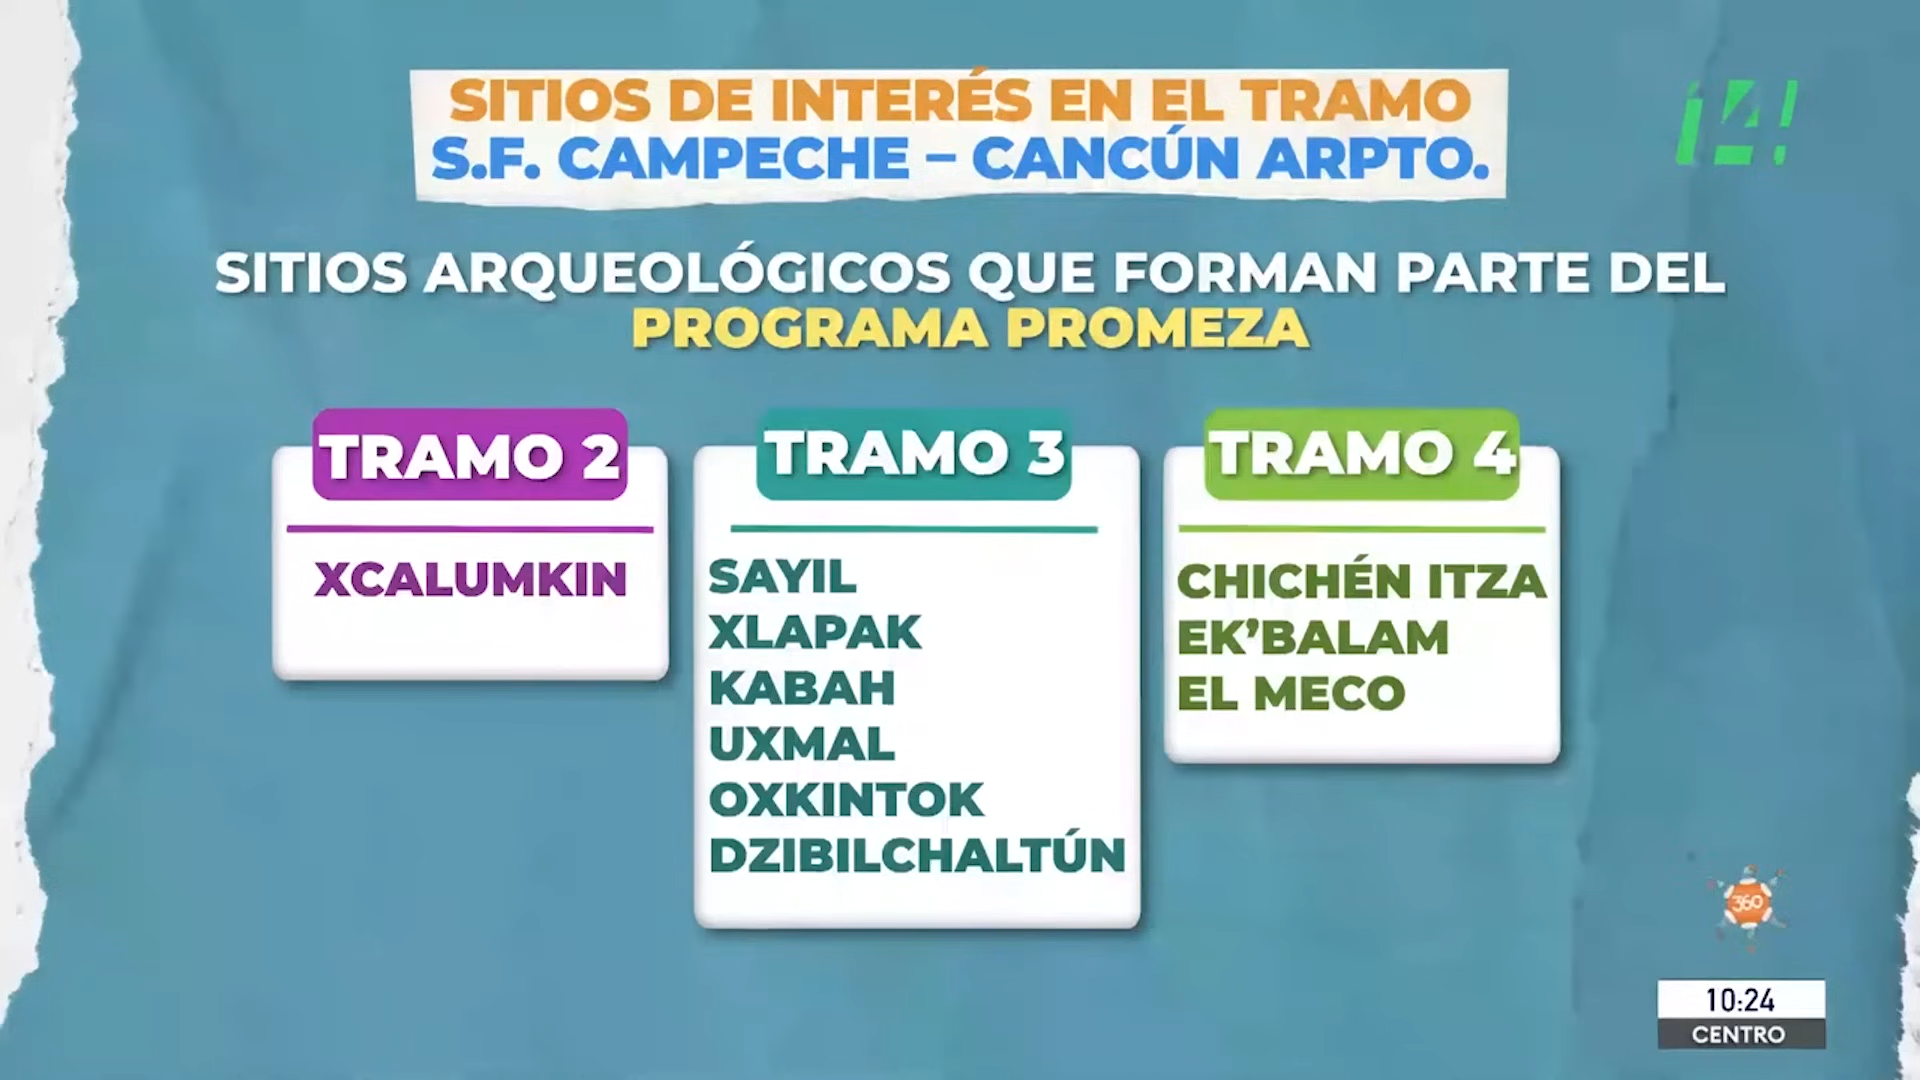 SITIOS DE INTERÉS EN EL TRAMO
S.F. CAMPECHE – CANCÚN ARPTO.
¡4!
SITIOS ARQUEOLÓGICOS QUE FORMAN PARTE DEL
PROGRAMA PROMEZA
TRAMO 2
XCALUMKIN
TRAMO 3
SAYIL
XLAPAK
KABAH
UXMAL
OXKINTOK
DZIBILCHALTÚN
TRAMO 4
CHICHÉN ITZA
EK’BALAM
EL MECO
360
10:24
CENTRO